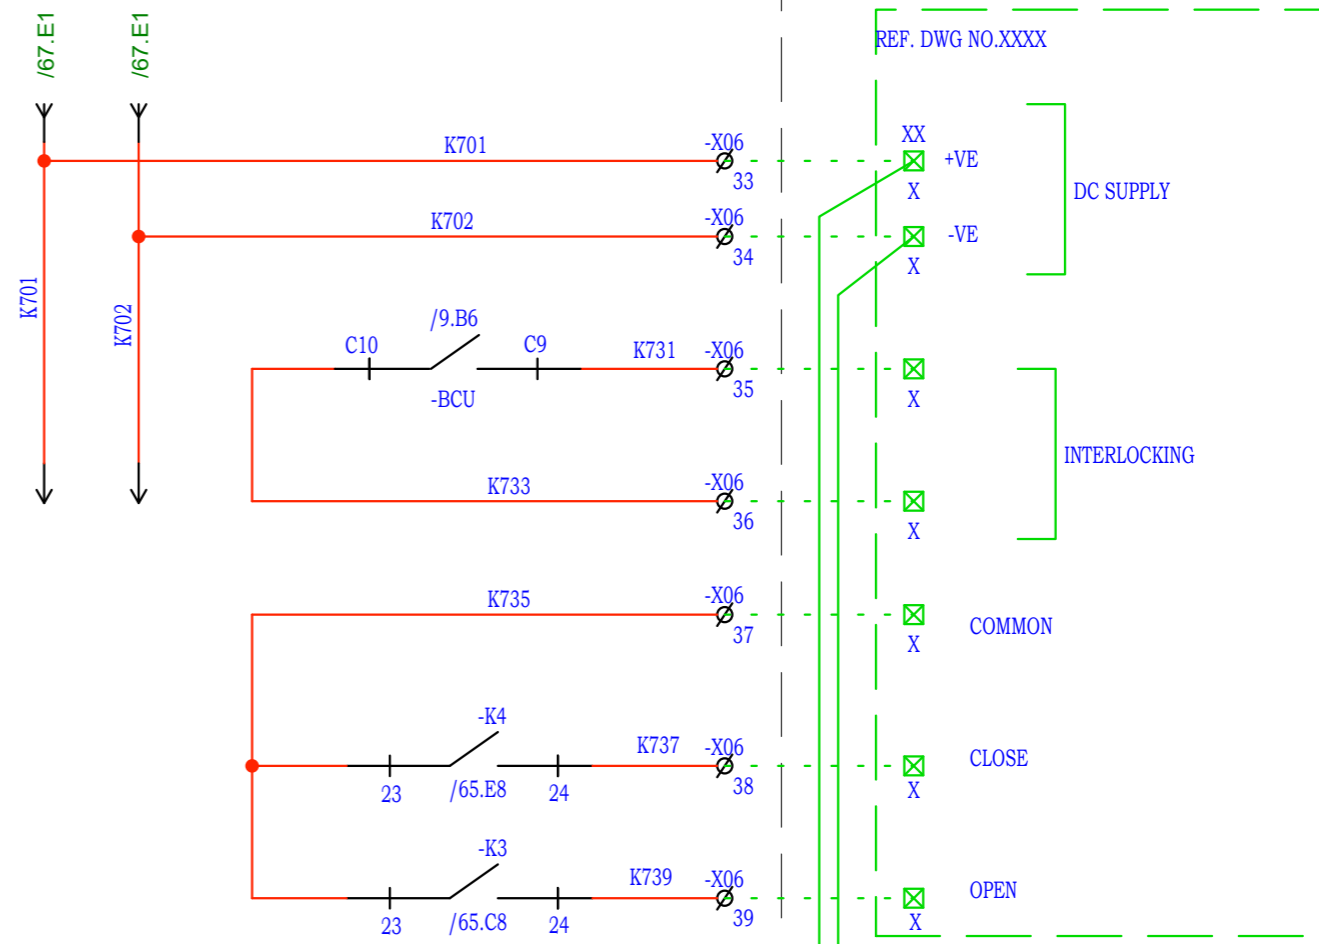 /67.E1
/67.E1
REF. DWG NO.XXXX
K701
-X06
33
XX
+VE
X
DC SUPPLY
K702
-X06
34
-VE
X
K701
K702
/9.B6
C10
C9
K731
-X06
35
-BCU
X
INTERLOCKING
K733
-X06
36
X
K735
-X06
37
X
COMMON
-K4
K737
-X06
38
23
/65.E8
24
X
CLOSE
-K3
K739
-X06
39
23
/65.C8
24
X
OPEN